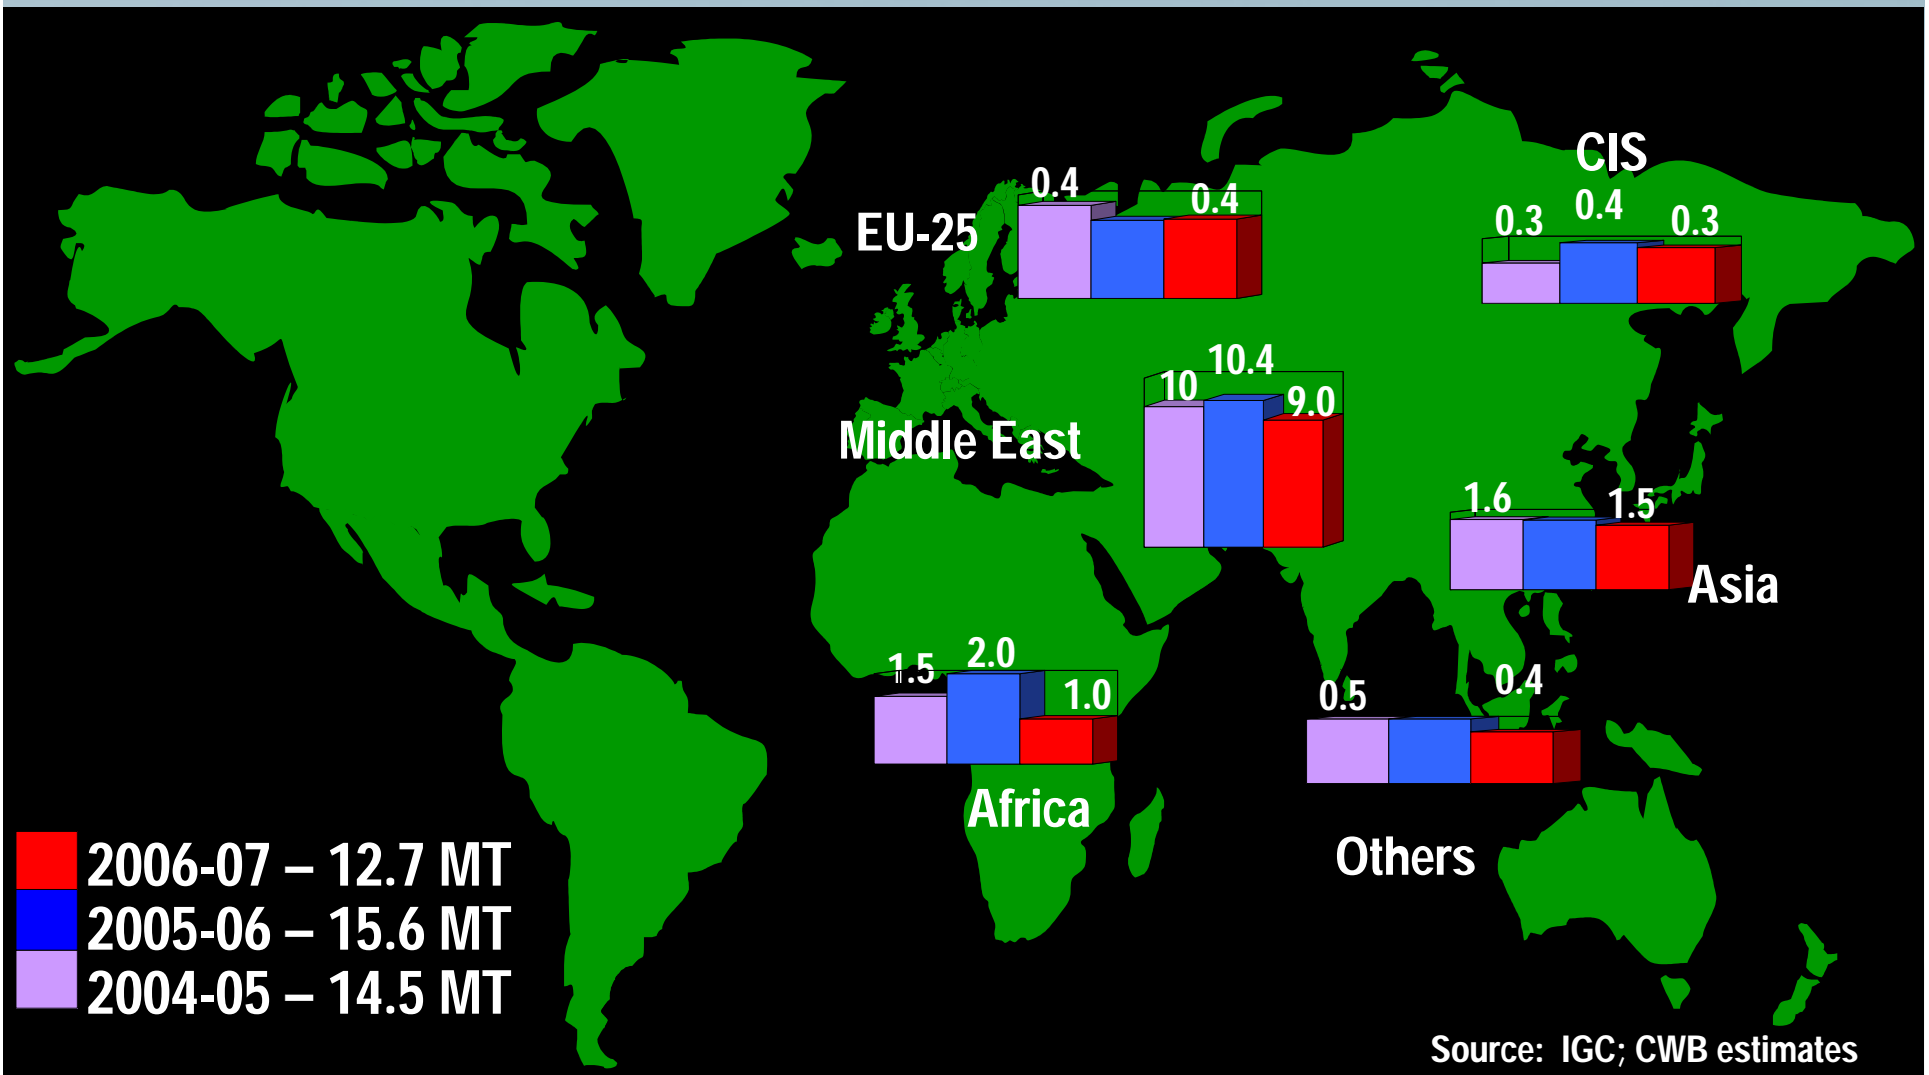 CIS
0.4
0.4
EU-25
0.3
0.4
0.3
10.4
10
9.0
Middle East
1.6
1.5
Asia
1.5
2.0
1.0
0.5
0.4
Africa
Others
2006-07 – 12.7 MT
2005-06 – 15.6 MT
2004-05 – 14.5 MT
Source: IGC; CWB estimates